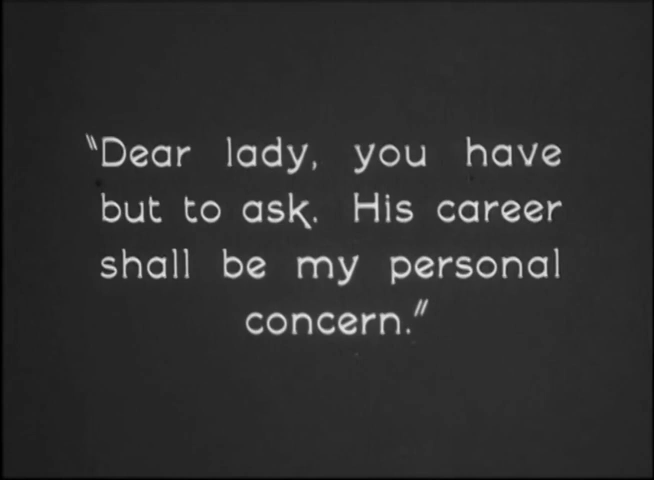 "Dear lady, you have
but to ask. His career
shall be my personal
concern."